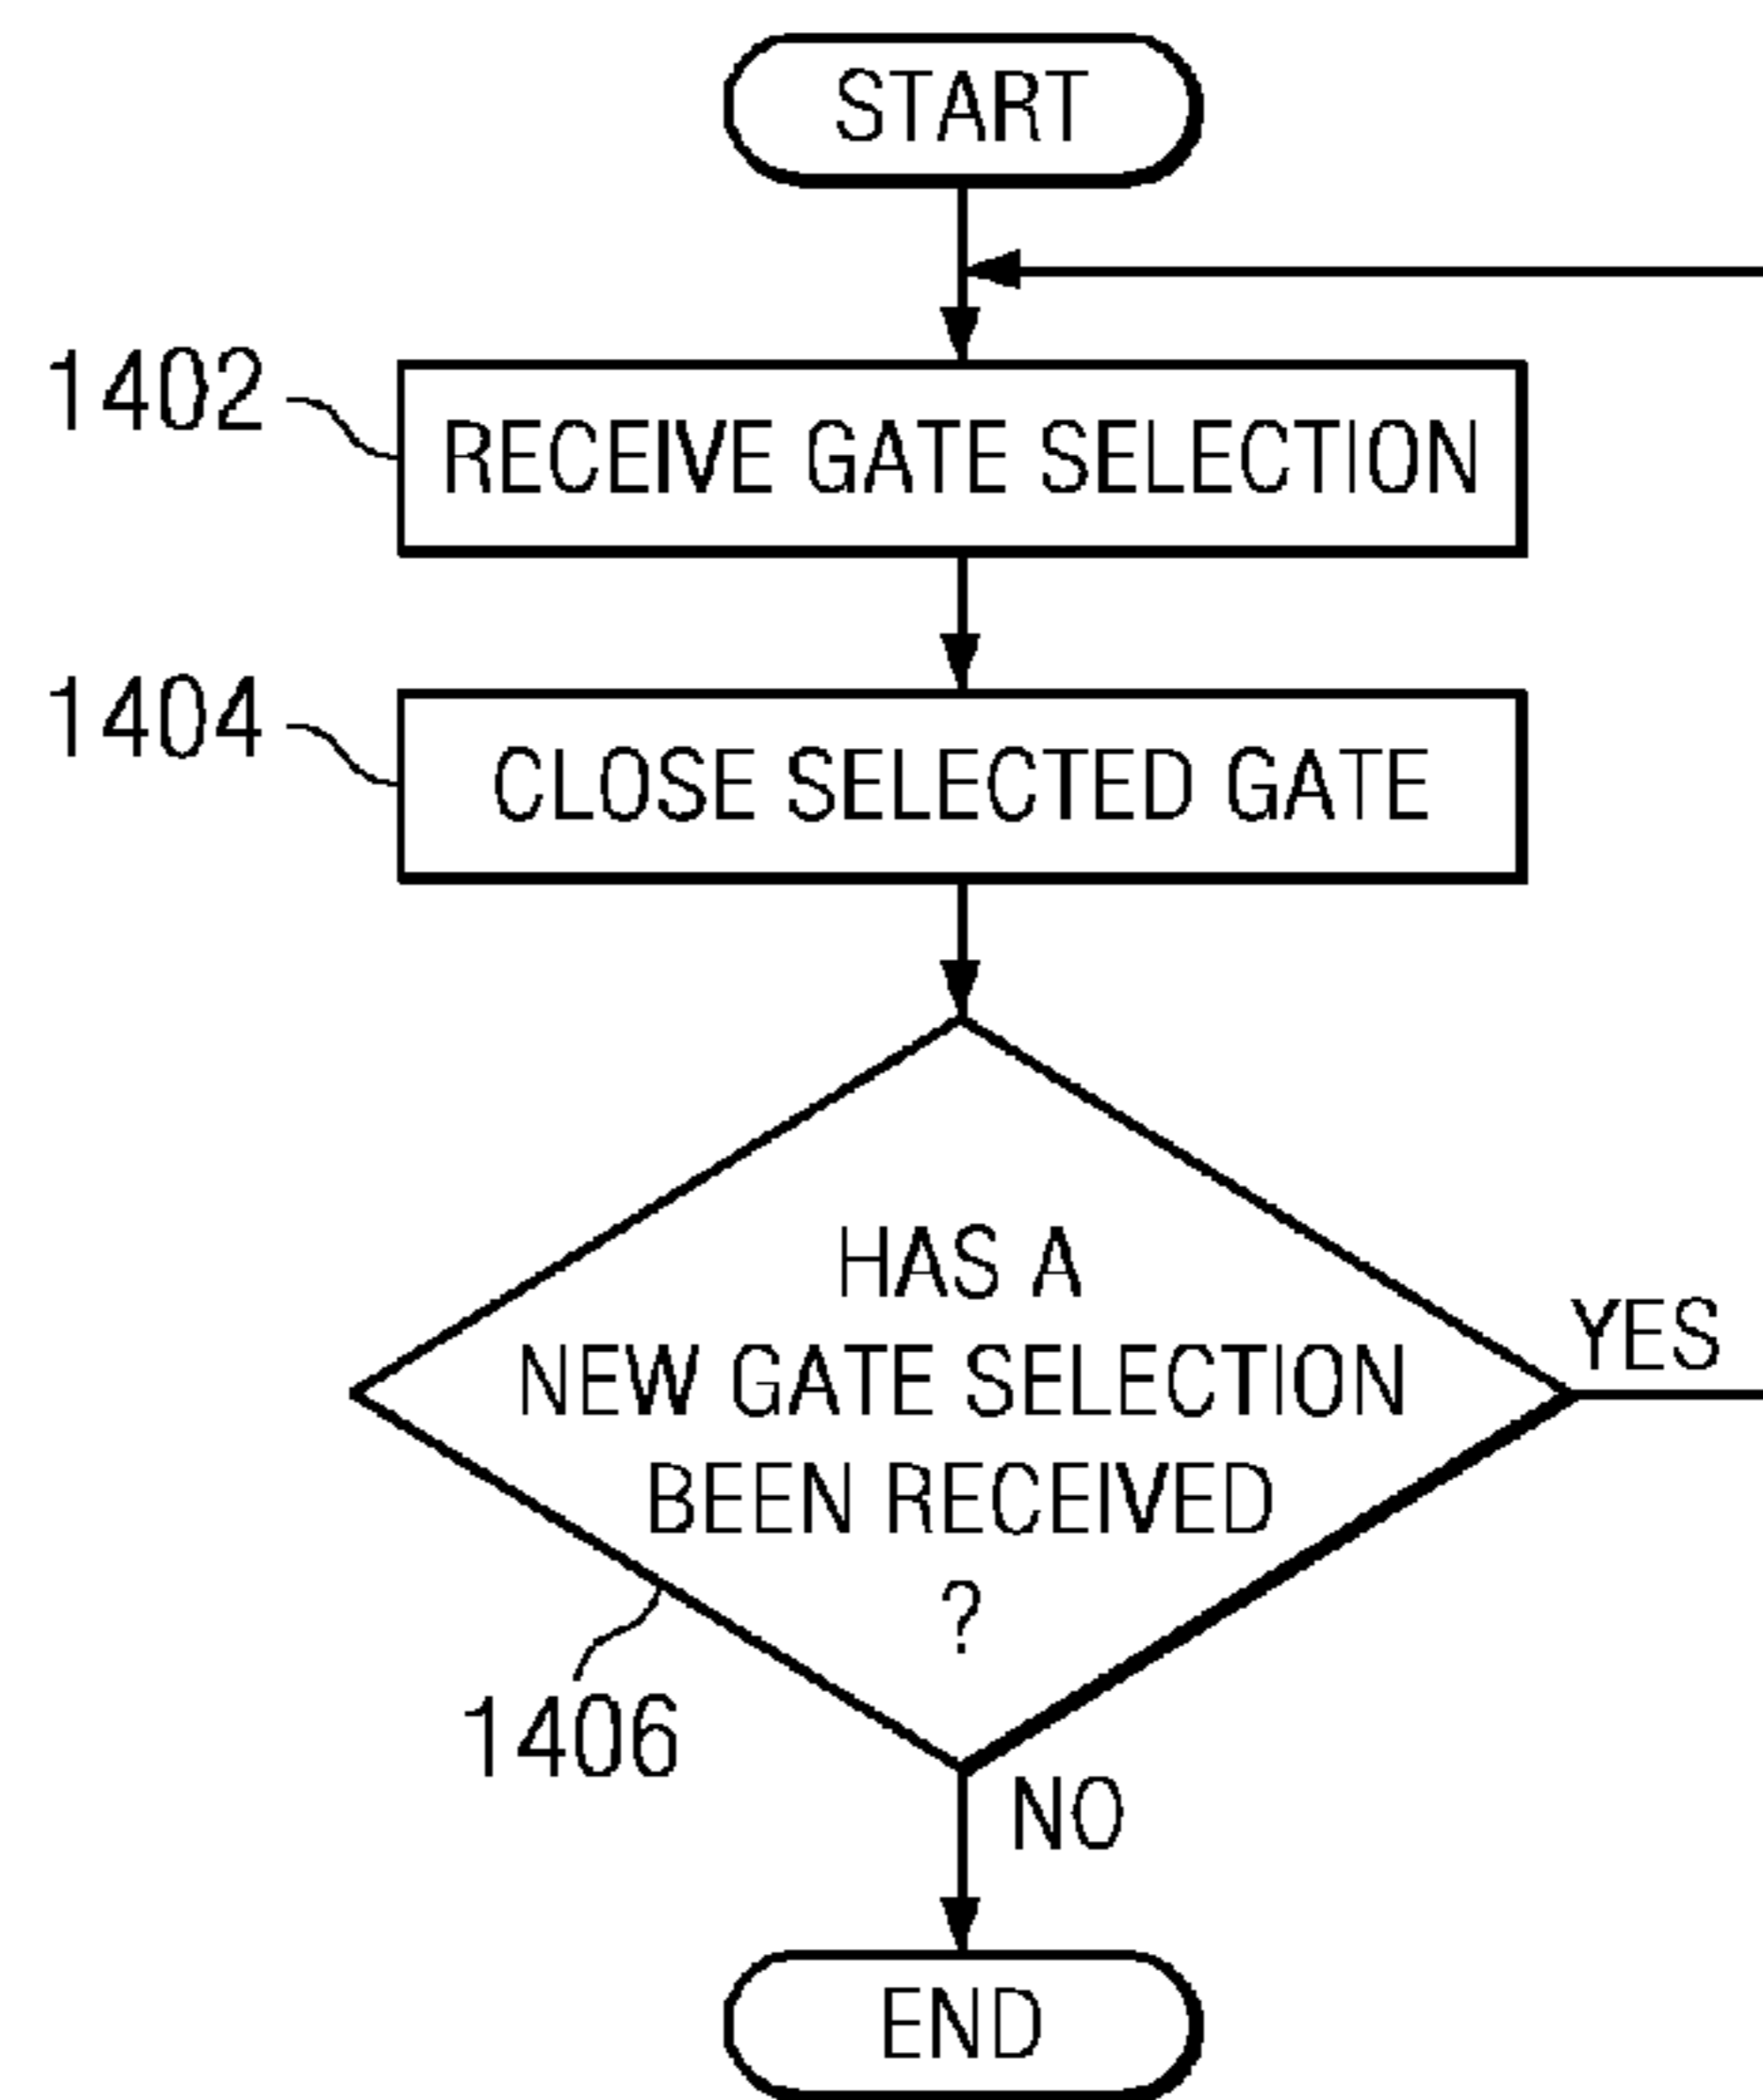 START
1402
RECEIVE GATE SELECTION
1404
CLOSE SELECTED GATE
HAS A
NEW GATE SELECTION
BEEN RECEIVED
?
YES
1406
NO
END